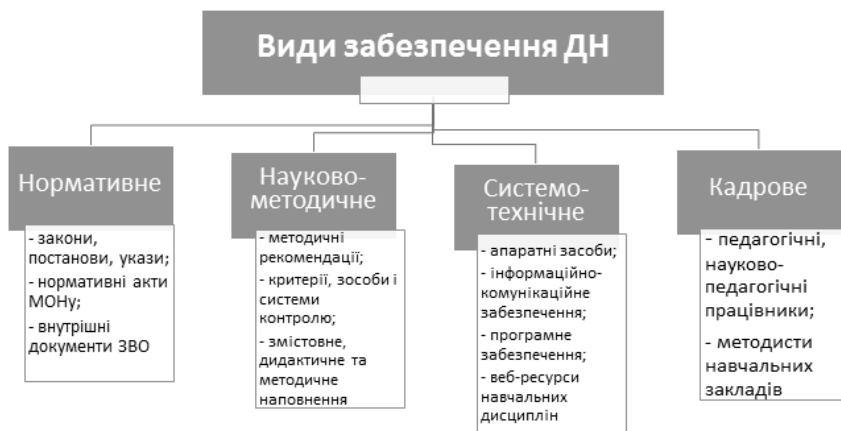 Види забезпечення ДН
Нормативне
- закони,
постанови, укази;
- нормативні акти
МОНу;
- внутрішні
документи ЗВО
Науково-
методичне
- методичні
рекомендації;
- критерії, зособи і
системи
контролю;
- змістовне,
дидактичне та
методичне
наповнення
Системо-
технічне
- апаратні засоби;
- інформаційно-
комунікаційне
забезпечення;
- програмне
забезпечення;
- веб-ресурси
навчальних
дисциплін
Кадрове
- педагогічні,
науково-
педагогічні
працівники;
- методисти
навчальних
закладів